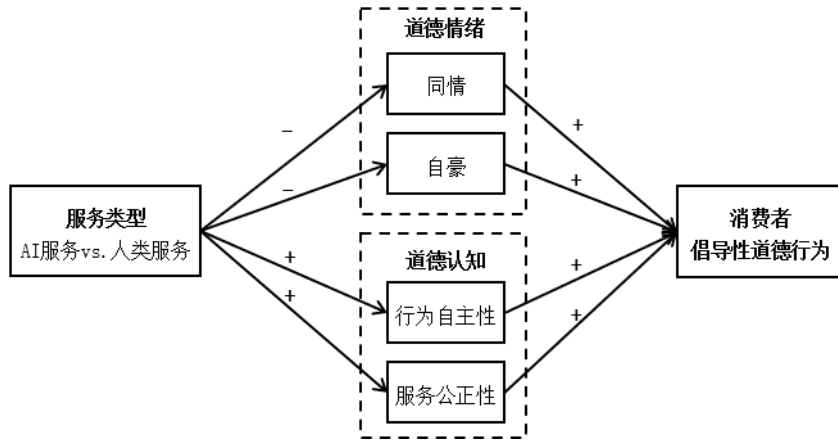 道德情绪
同情
自豪
－
－
＋
＋
服务类型
AI服务vs.人类服务
消费者
倡导性道德行为
道德认知
行为自主性
服务公正性
＋
＋
＋
＋